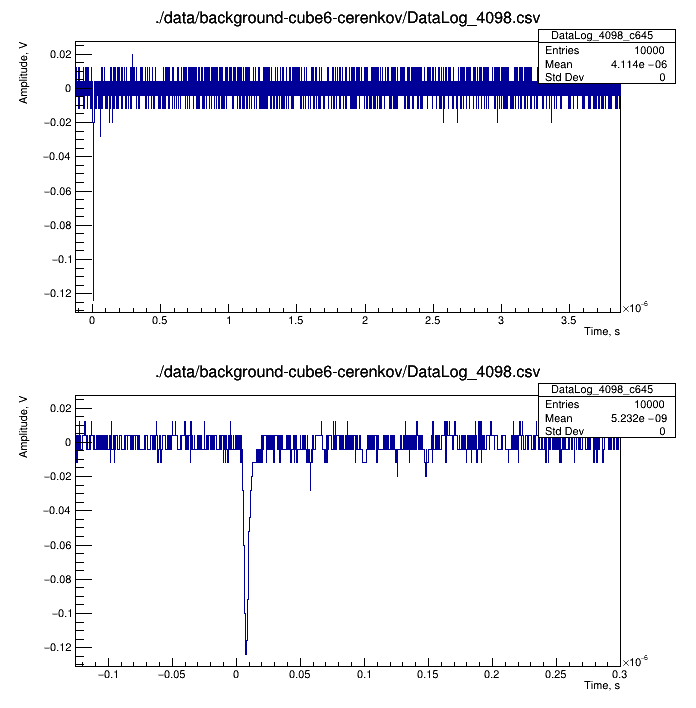 ./data/background-cube6-cerenkov/DataLog_4098.csv
DataLog_4098_c645
Entries 10000
Mean 4.114e −06
Std Dev 0
Amplitude, V
0.02
0
−0.02
−0.04
−0.06
−0.08
−0.1
−0.12
0 0.5 1 1.5 2 2.5 3 3.5
×10^-6
Time, s
./data/background-cube6-cerenkov/DataLog_4098.csv
DataLog_4098_c645
Entries 10000
Mean 5.232e −09
Std Dev 0
Amplitude, V
0.02
0
−0.02
−0.04
−0.06
−0.08
−0.1
−0.12
−0.1 −0.05 0 0.05 0.1 0.15 0.2 0.25 0.3
×10^-6
Time, s